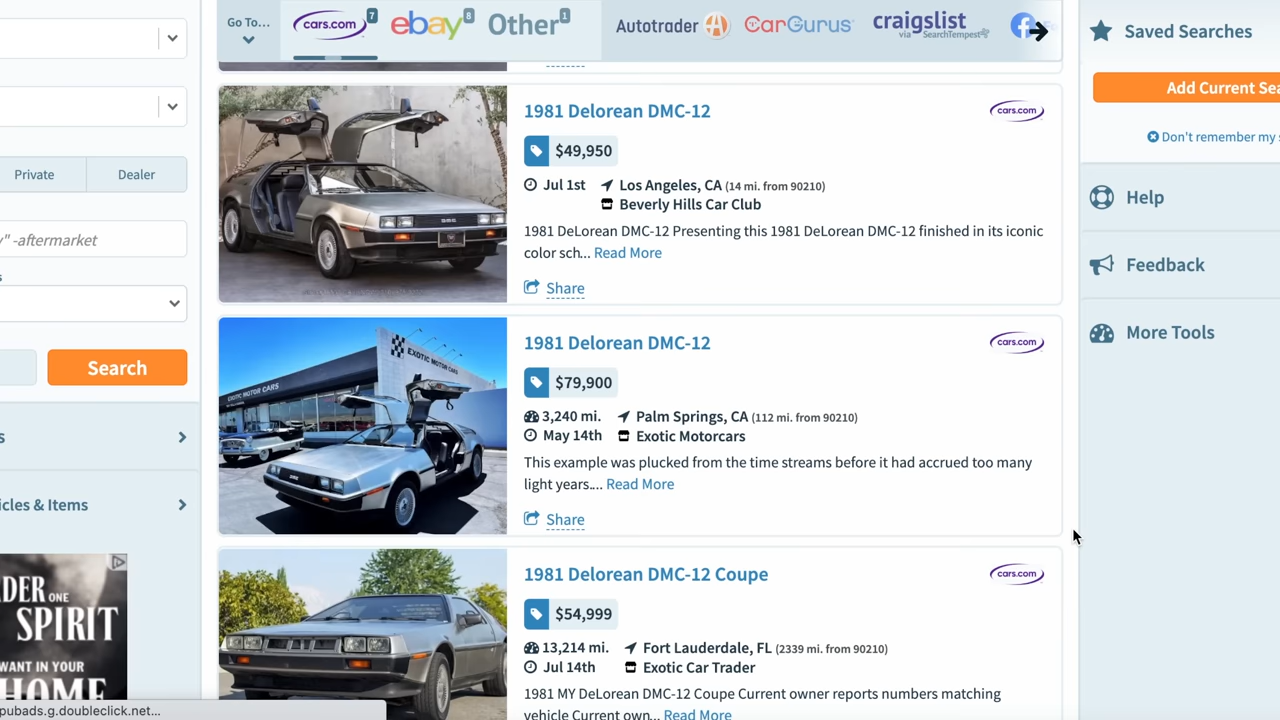 Go To...
cars.com 7
ebay 8
Other 1
Autotrader
CarGurus
craigslist
via SearchTempest
Saved Searches
Add Current Sea
Don't remember my s
Help
Feedback
More Tools
Private
Dealer
y" -aftermarket
s
Search
s
icles & Items
DER ONE
SPIRIT
WANT IN YOUR
HOME
pubads.g.doubleclick.net...
1981 Delorean DMC-12
cars.com
$49,950
Jul 1st Los Angeles, CA (14 mi. from 90210)
Beverly Hills Car Club
1981 DeLorean DMC-12 Presenting this 1981 DeLorean DMC-12 finished in its iconic
color sch... Read More
Share
1981 Delorean DMC-12
cars.com
$79,900
3,240 mi. Palm Springs, CA (112 mi. from 90210)
May 14th Exotic Motorcars
This example was plucked from the time streams before it had accrued too many
light years.... Read More
Share
EXOTIC MOTOR CARS
EXOTIC MOTOR CARS
1981 Delorean DMC-12 Coupe
cars.com
$54,999
13,214 mi. Fort Lauderdale, FL (2339 mi. from 90210)
Jul 14th Exotic Car Trader
1981 MY DeLorean DMC-12 Coupe Current owner reports numbers matching
vehicle Current own... Read More